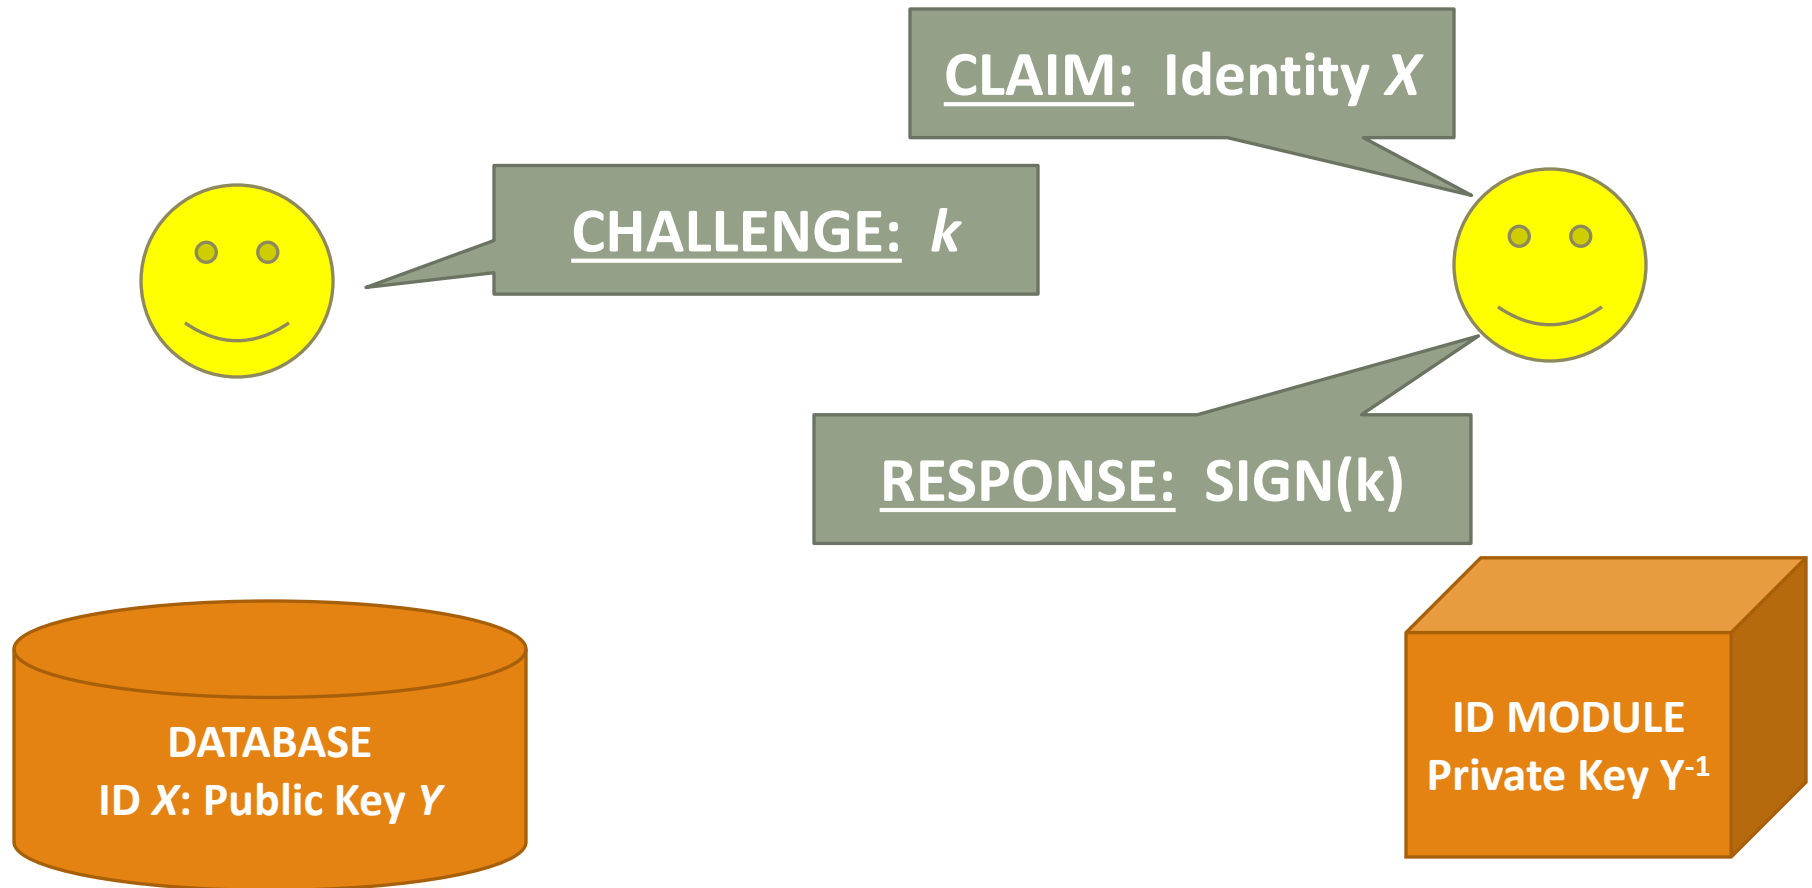 CLAIM: Identity X
CHALLENGE: k
RESPONSE: SIGN(k)
DATABASE
ID X: Public Key Y
ID MODULE
Private Key Y⁻¹